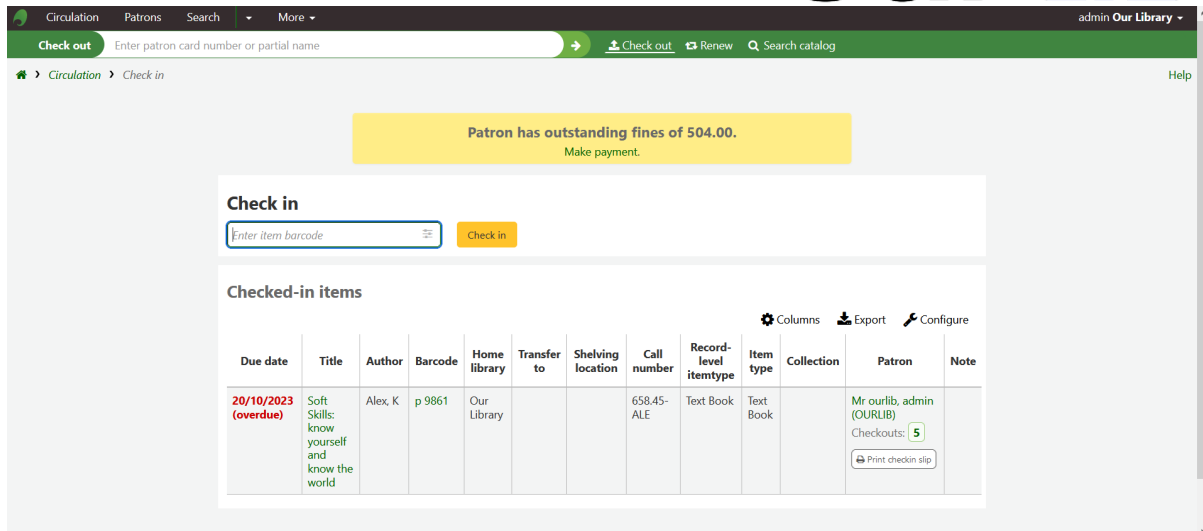 Circulation Patrons Search More admin Our Library
Check out Enter patron card number or partial name Check out Renew Search catalog
Circulation Check in Help
Patron has outstanding fines of 504.00.
Make payment.
Check in
Enter item barcode Check in
Checked-in items
Columns Export Configure
Due date Title Author Barcode Home library Transfer to Shelving location Call number Record-level itemtype Item type Collection Patron Note
20/10/2023 (overdue) Soft Skills: know yourself and know the world Alex, K p 9861 Our Library 658.45-ALE Text Book Text Book Mr ourlib, admin (OURLIB)
Checkouts: 5
Print checkin slip